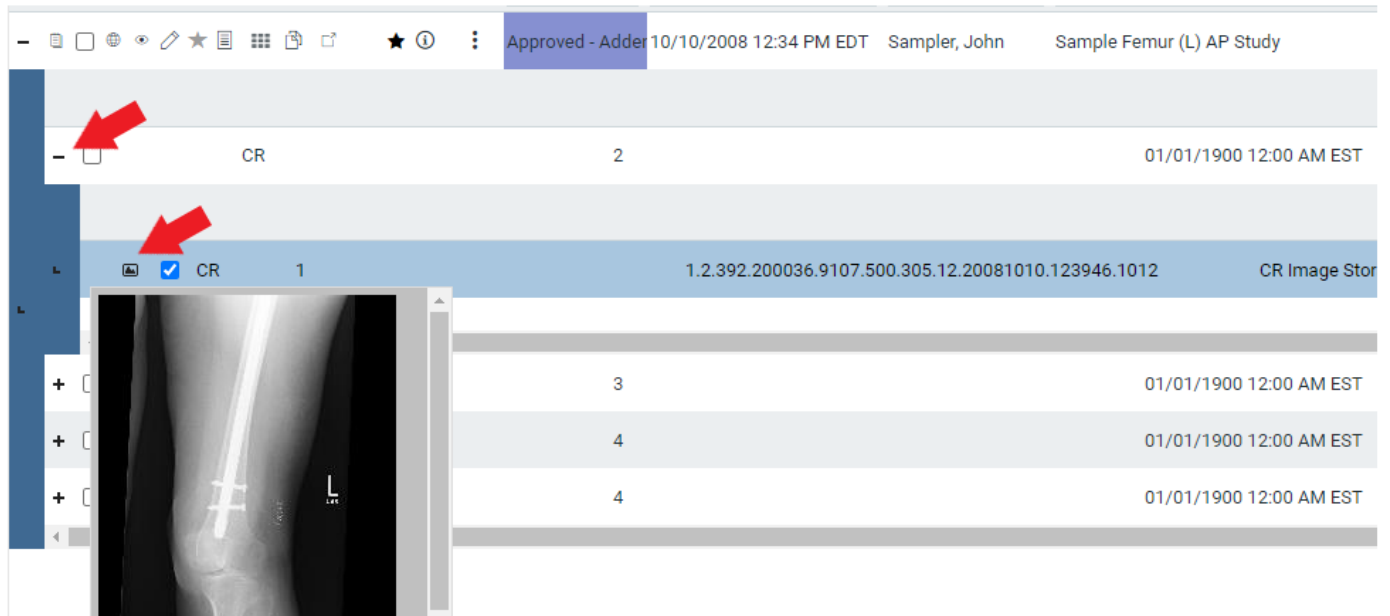 Approved - Adder 10/10/2008 12:34 PM EDT Sampler, John Sample Femur (L) AP Study
CR 2 01/01/1900 12:00 AM EST
CR 1 1.2.392.200036.9107.500.305.12.20081010.123946.1012 CR Image Stor
3 01/01/1900 12:00 AM EST
4 01/01/1900 12:00 AM EST
L
4 01/01/1900 12:00 AM EST